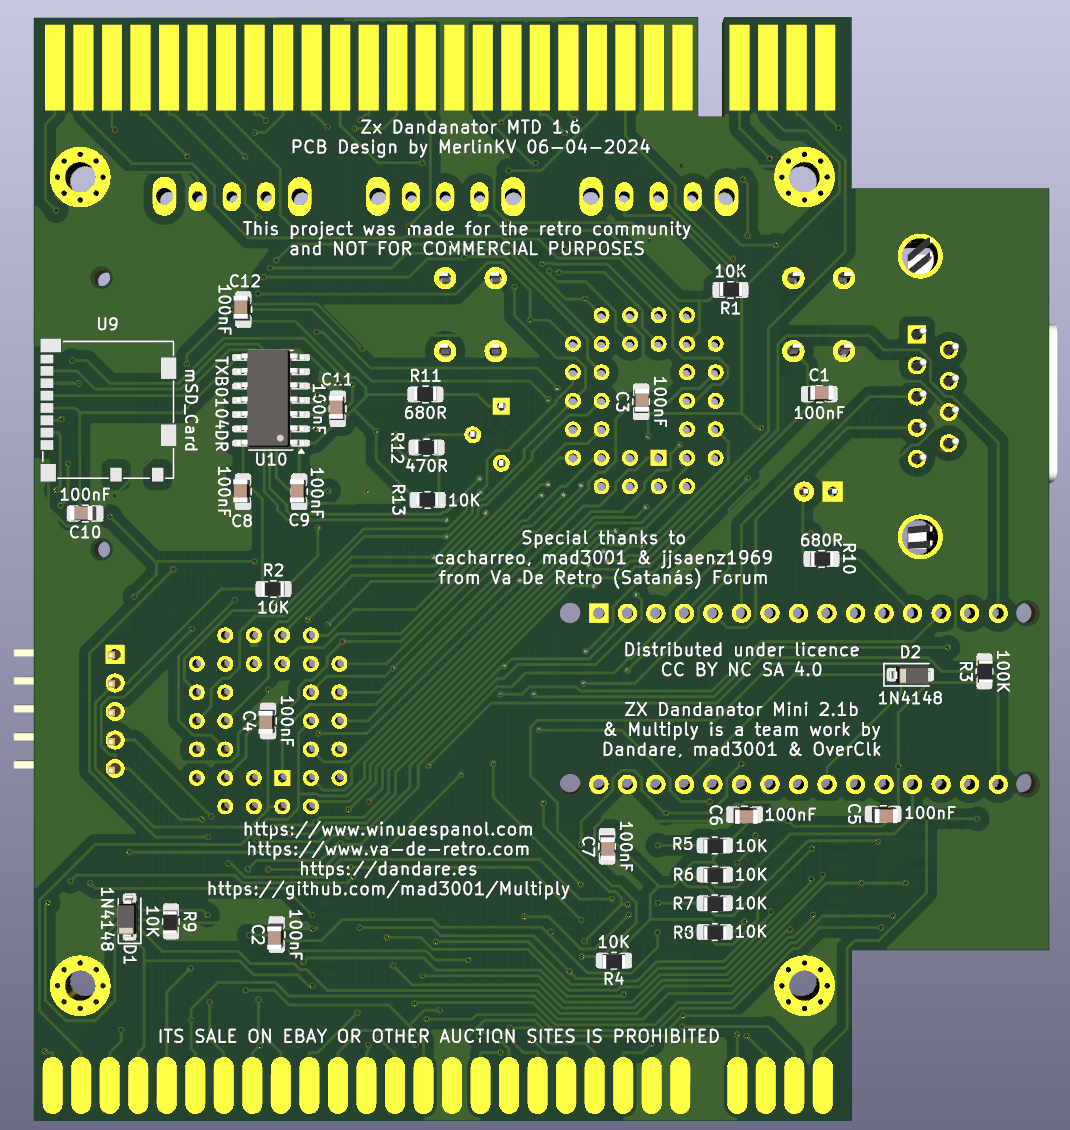 Zx Dandanator MTD 1.6
PCB Design by MerlinKV 06-04-2024
This project was made for the retro community
and NOT FOR COMMERCIAL PURPOSES
10K
R1
C12
100nF
U9
mSD_Card
TXB0104DR
U10
C11
100nF
R11
680R
C3
100nF
C1
100nF
R12
470R
R13
10K
100nF
C8
100nF
C9
100nF
C10
Special thanks to
cacharreo, mad3001 & jjsaenz1969
from Va De Retro (Satanás) Forum
680R
R10
R2
10K
Distributed under licence
CC BY NC SA 4.0
D2
1N4148
R3
100K
C4
100nF
ZX Dandanator Mini 2.1b
& Multiply is a team work by
Dandare, mad3001 & OverClk
C6
100nF
C5
100nF
https://www.winuaespanol.com
https://www.va-de-retro.com
https://dandare.es
https://github.com/mad3001/Multiply
C7
100nF
R5
10K
R6
10K
R7
10K
R8
10K
1N4148
D1
10K
R9
C2
100nF
10K
R4
ITS SALE ON EBAY OR OTHER AUCTION SITES IS PROHIBITED